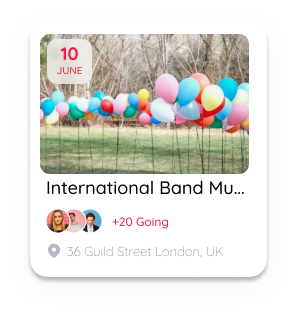 10
JUNE
International Band Mu...
+20 Going
36 Guild Street London, UK